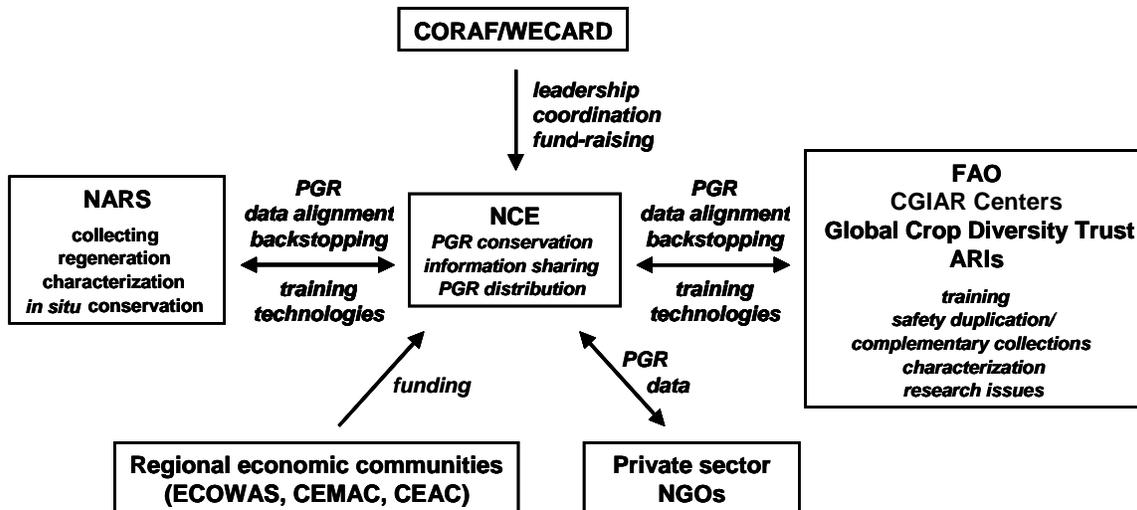 CORAF/WECARD
leadership
coordination
fund-raising
NARS
collecting
regeneration
characterization
in situ conservation
PGR
data alignment
backstopping
training
technologies
NCE
PGR conservation
information sharing
PGR distribution
PGR
data alignment
backstopping
training
technologies
FAO
CGIAR Centers
Global Crop Diversity Trust
ARIs
training
safety duplication/
complementary collections
characterization
research issues
funding
PGR
data
Regional economic communities
(ECOWAS, CEMAC, CEAC)
Private sector
NGOs